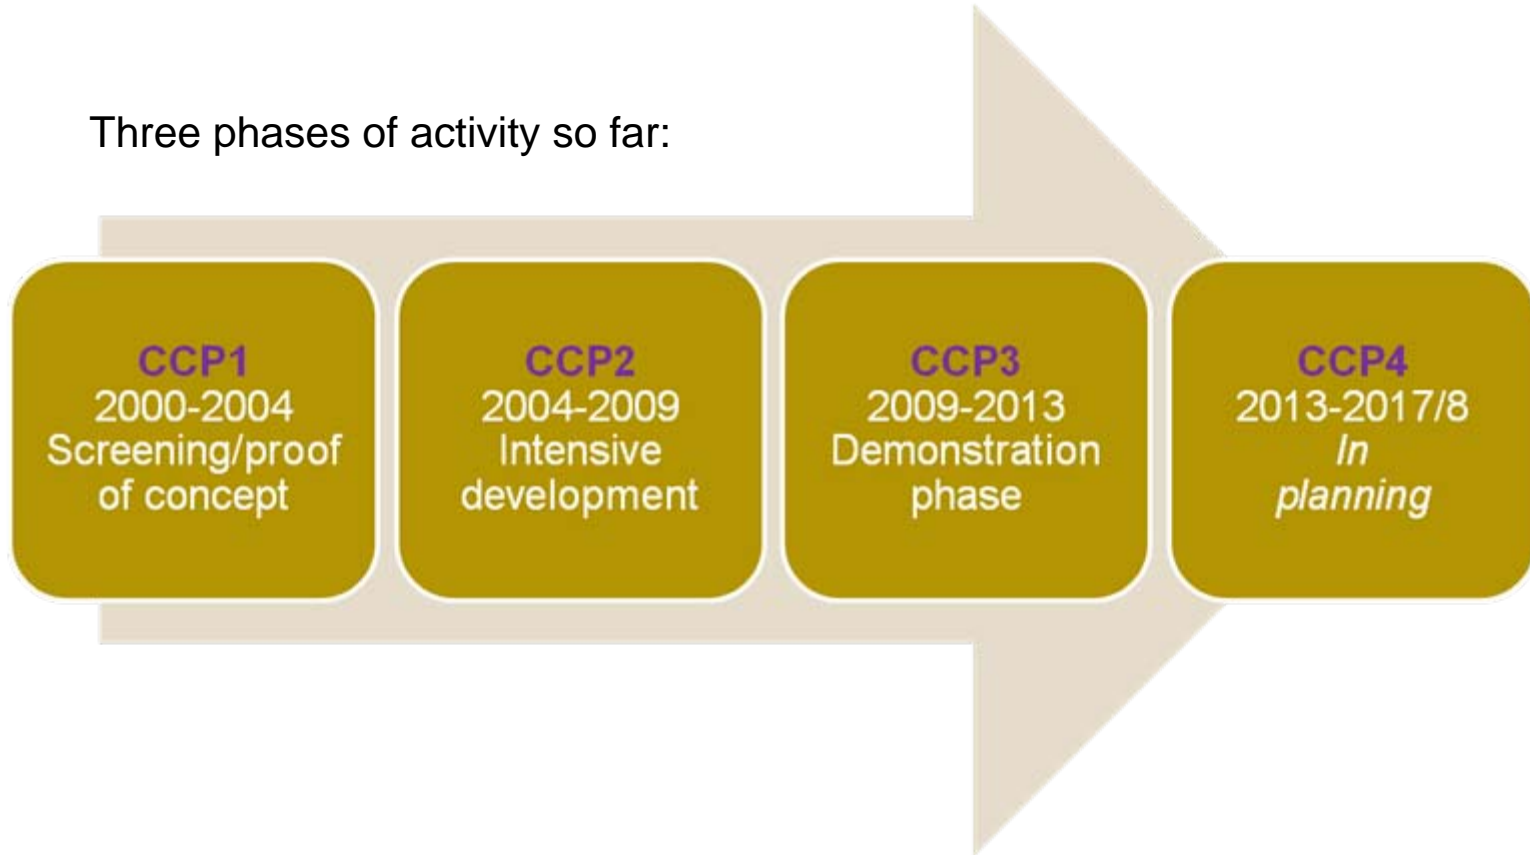 Three phases of activity so far:
CCP1
2000-2004
Screening/proof
of concept
CCP2
2004-2009
Intensive
development
CCP3
2009-2013
Demonstration
phase
CCP4
2013-2017/8
In
planning